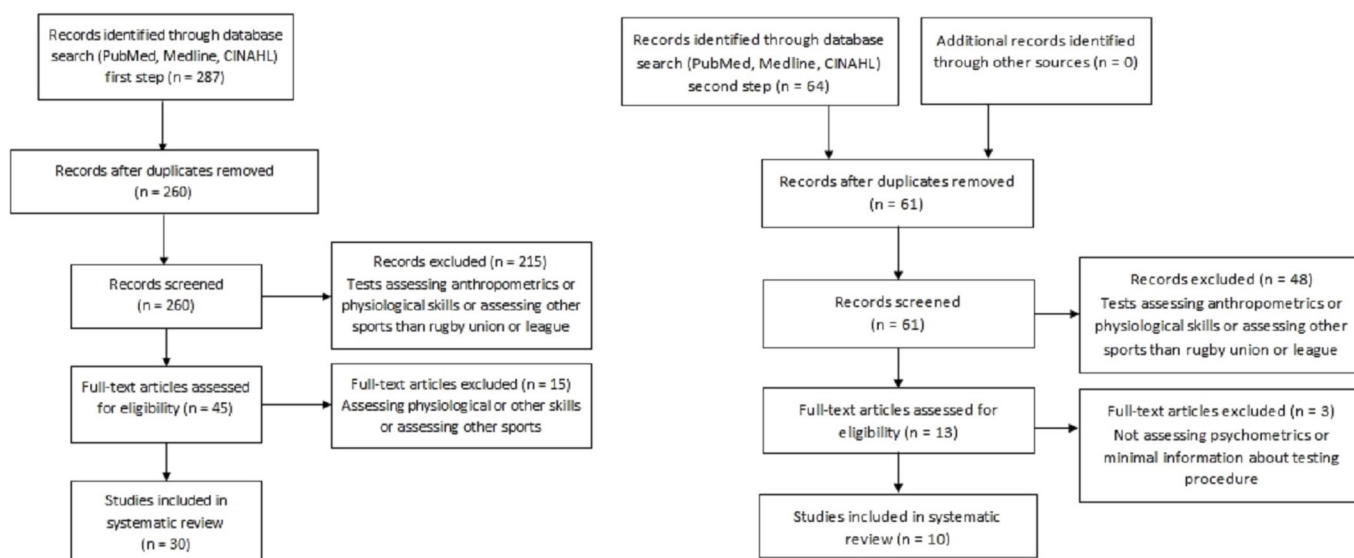 Records identified through database
search (PubMed, Medline, CINAHL)
first step (n = 287)
Records after duplicates removed
(n = 260)
Records screened
(n = 260)
Records excluded (n = 215)
Tests assessing anthropometrics or
physiological skills or assessing other
sports than rugby union or league
Full-text articles assessed
for eligibility (n = 45)
Full-text articles excluded (n = 15)
Assessing physiological or other skills
or assessing other sports
Studies included in
systematic review
(n = 30)
Records identified through database
search (PubMed, Medline, CINAHL)
second step (n = 64)
Additional records identified
through other sources (n = 0)
Records after duplicates removed
(n = 61)
Records screened
(n = 61)
Records excluded (n = 48)
Tests assessing anthropometrics or
physiological skills or assessing other
sports than rugby union or league
Full-text articles assessed for
eligibility (n = 13)
Full-text articles excluded (n = 3)
Not assessing psychometrics or
minimal information about testing
procedure
Studies included in systematic
review (n = 10)